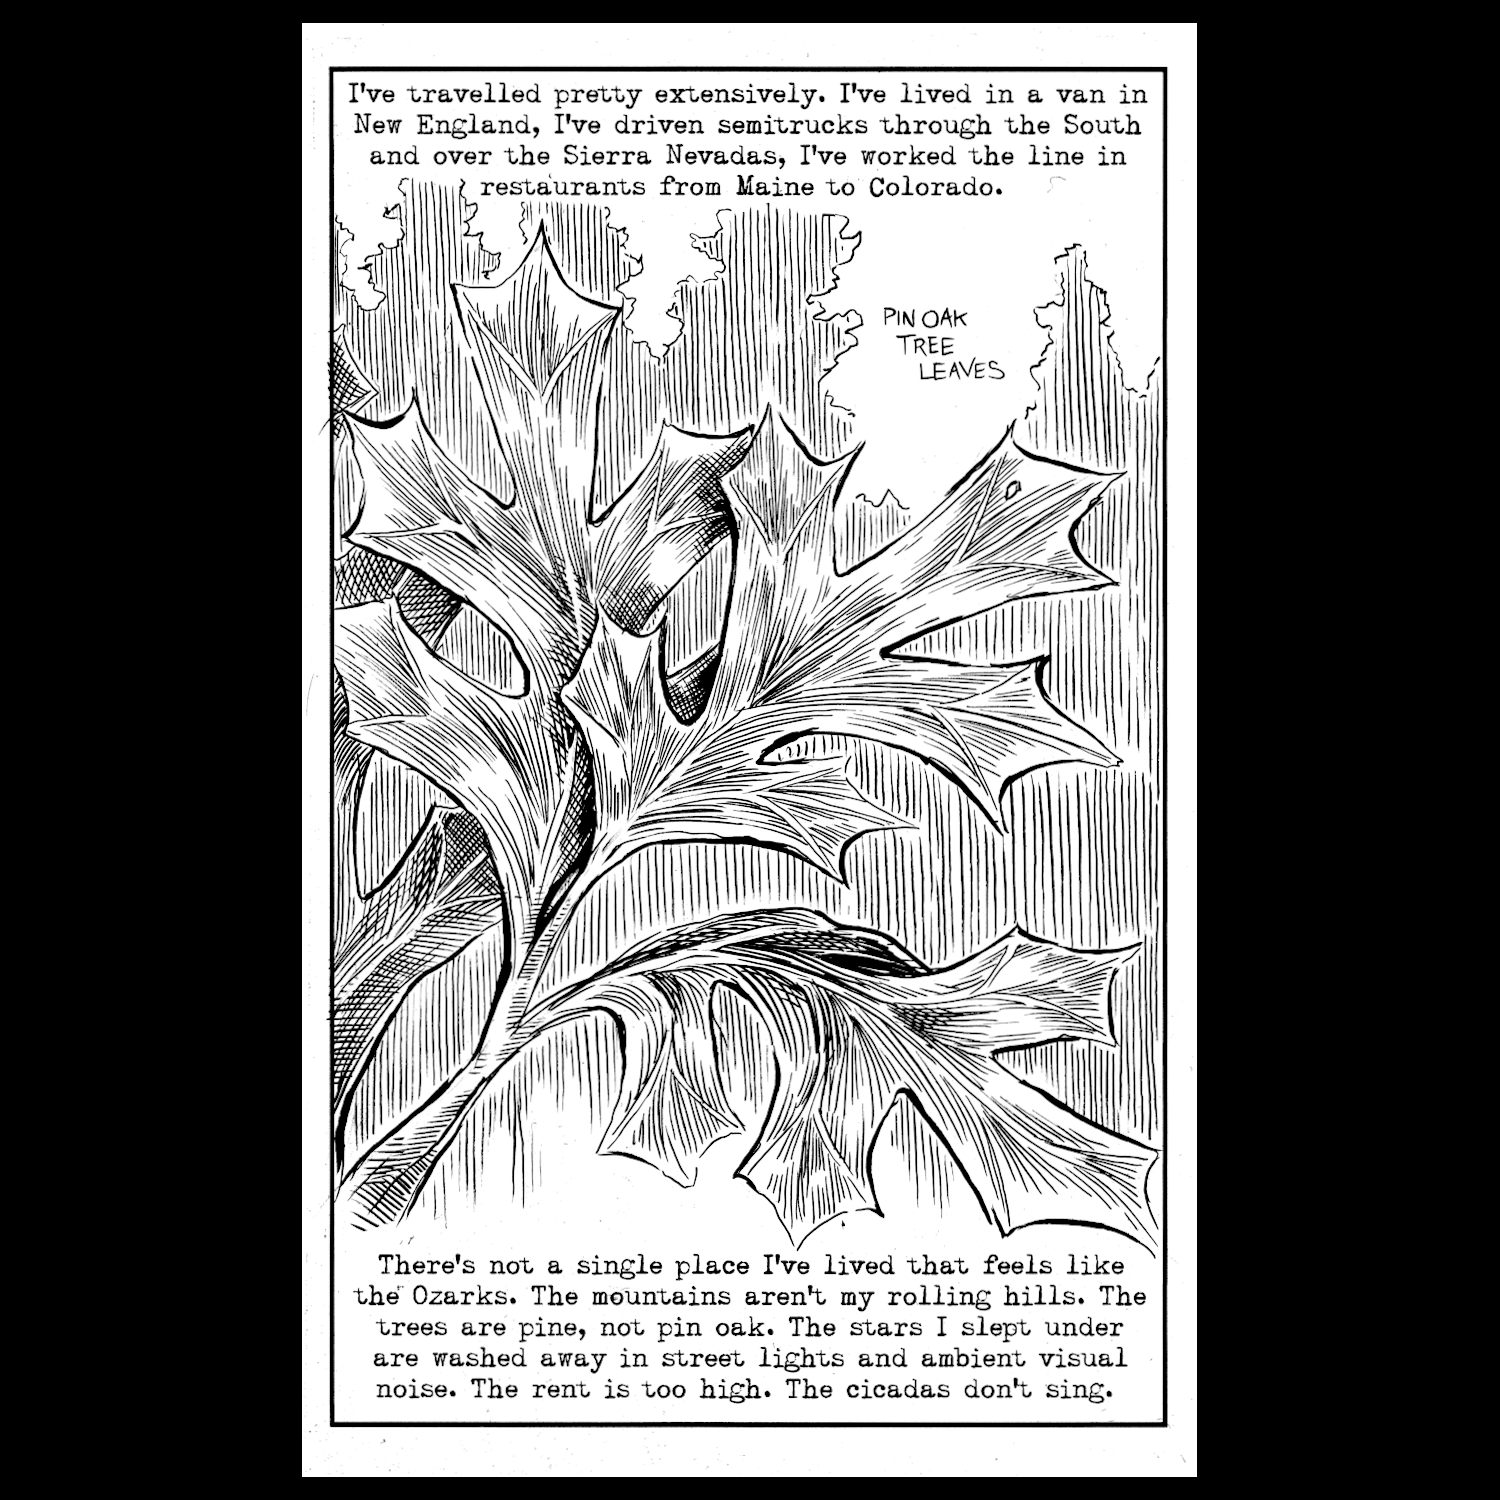 I've travelled pretty extensively. I've lived in a van in
New England, I've driven semitrucks through the South
and over the Sierra Nevadas, I've worked the line in
restaurants from Maine to Colorado.
PIN OAK
TREE
LEAVES
There's not a single place I've lived that feels like
the Ozarks. The mountains aren't my rolling hills. The
trees are pine, not pin oak. The stars I slept under
are washed away in street lights and ambient visual
noise. The rent is too high. The cicadas don't sing.